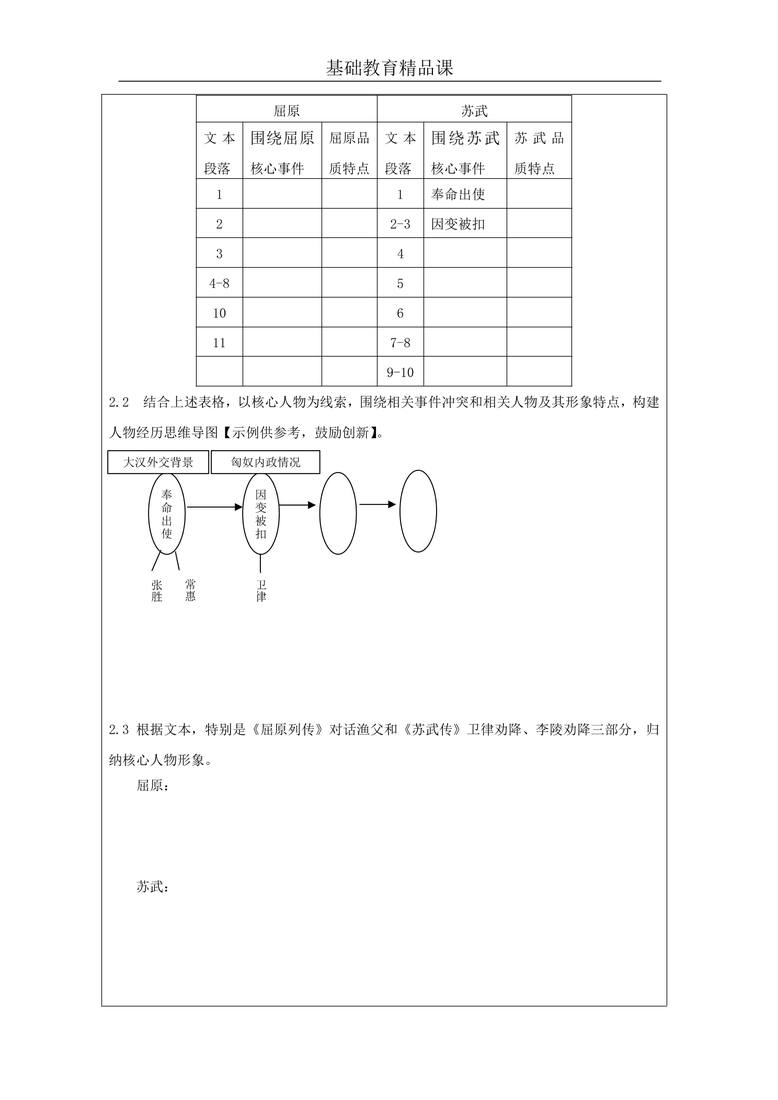 基础教育精品课
屈原 苏武
文本段落 围绕屈原核心事件 屈原品质特点 文本段落 围绕苏武核心事件 苏武品质特点
1 1 奉命出使
2 2-3 因变被扣
3 4
4-8 5
10 6
11 7-8
9-10
2.2 结合上述表格，以核心人物为线索，围绕相关事件冲突和相关人物及其形象特点，构建
人物经历思维导图【示例供参考，鼓励创新】。
大汉外交背景 匈奴内政情况
奉命出使 因变被扣
张胜 常惠 卫律
2.3 根据文本，特别是《屈原列传》对话渔父和《苏武传》卫律劝降、李陵劝降三部分，归
纳核心人物形象。
屈原：
苏武：